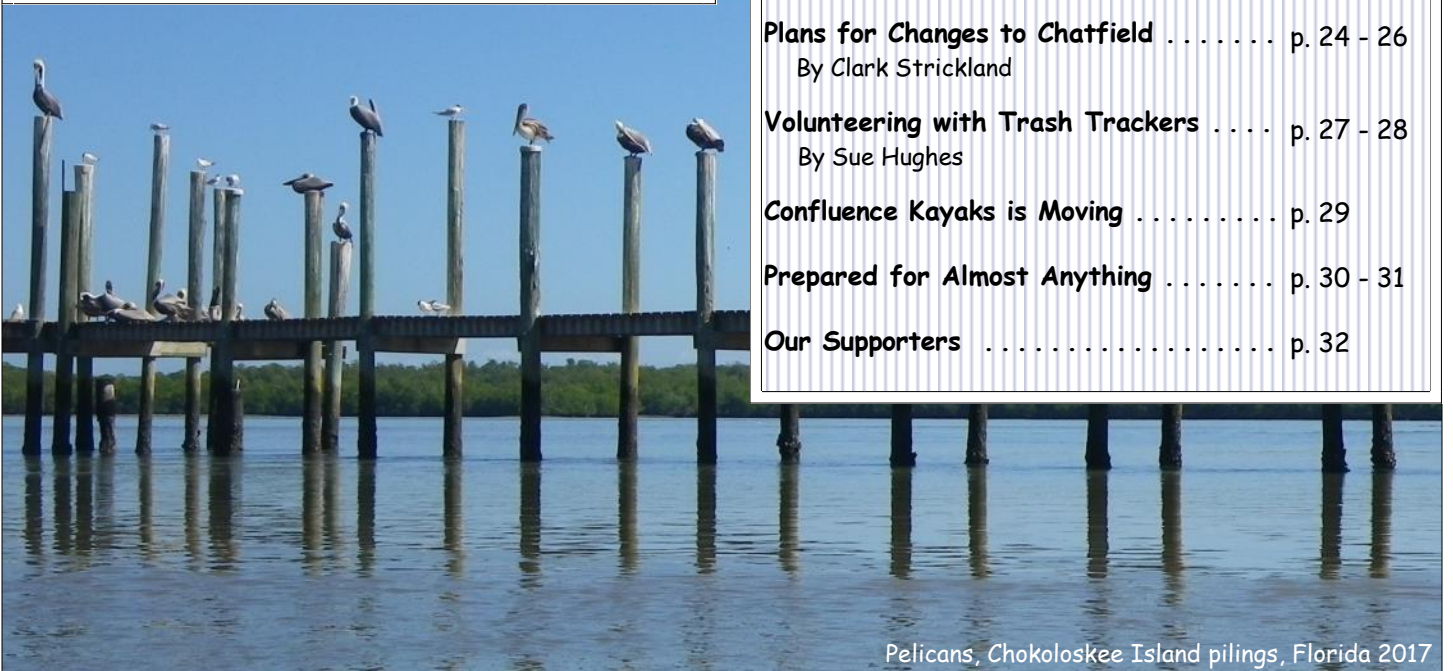 Plans for Changes to Chatfield . . . . . . . p. 24 - 26
By Clark Strickland
Volunteering with Trash Trackers . . . . p. 27 - 28
By Sue Hughes
Confluence Kayaks is Moving . . . . . . . . . p. 29
Prepared for Almost Anything . . . . . . . p. 30 - 31
Our Supporters . . . . . . . . . . . . . . . . . . p. 32
Pelicans, Chokoloskee Island pilings, Florida 2017